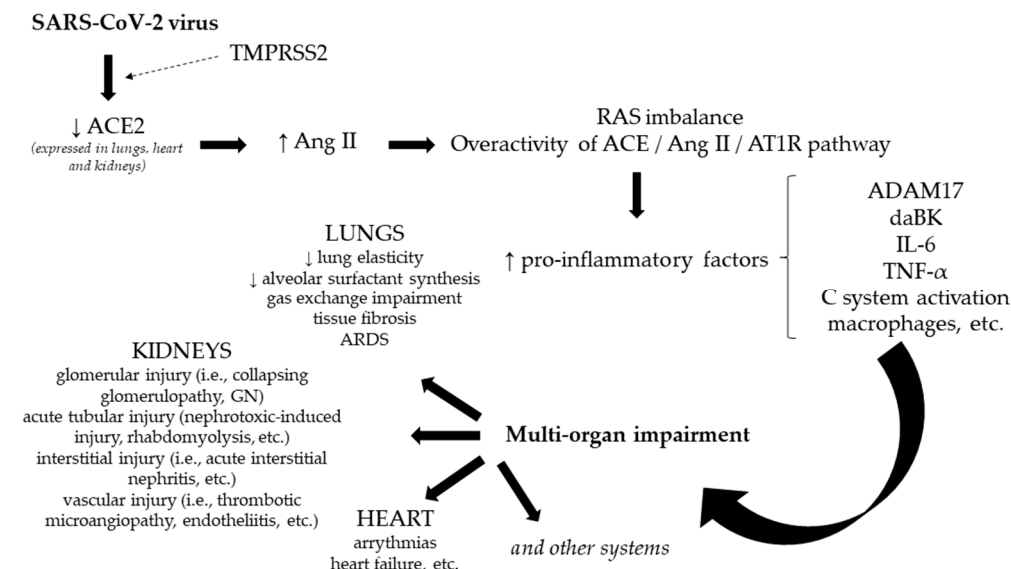 SARS-CoV-2 virus
TMPRSS2
↓ ACE2
(expressed in lungs, heart
and kidneys)
↑ Ang II
RAS imbalance
Overactivity of ACE / Ang II / AT1R pathway
↑ pro-inflammatory factors
ADAM17
daBK
IL-6
TNF-α
C system activation
macrophages, etc.
LUNGS
↓ lung elasticity
↓ alveolar surfactant synthesis
gas exchange impairment
tissue fibrosis
ARDS
KIDNEYS
glomerular injury (i.e., collapsing
glomerulopathy, GN)
acute tubular injury (nephrotoxic-induced
injury, rhabdomyolysis, etc.)
interstitial injury (i.e., acute interstitial
nephritis, etc.)
vascular injury (i.e., thrombotic
microangiopathy, endotheliitis, etc.)
Multi-organ impairment
HEART
arrythmias
heart failure, etc.
and other systems